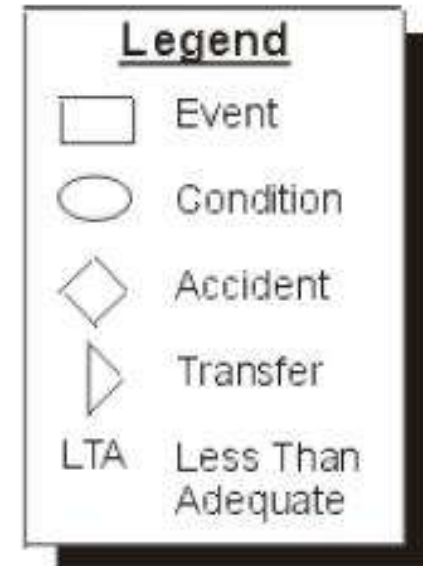 Legend
Event
Condition
Accident
Transfer
LTA Less Than
Adequate